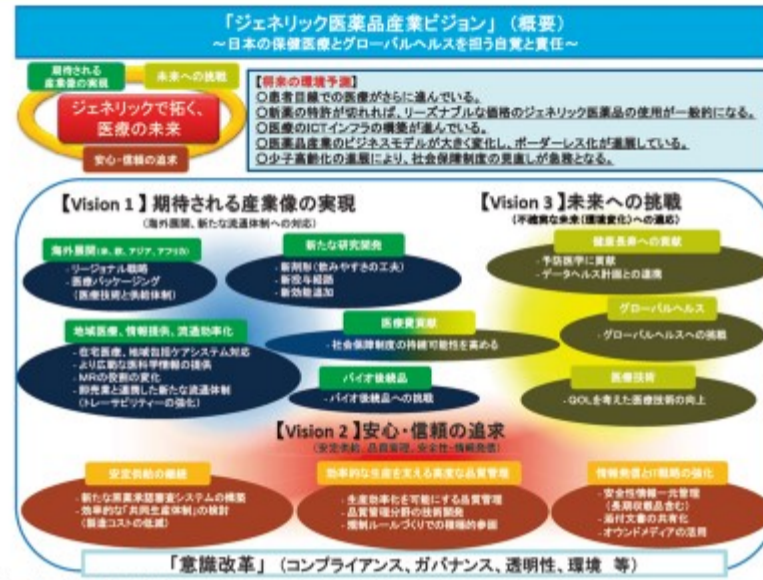 「ジェネリック医薬品産業ビジョン」（概要）
～日本の保健医療とグローバルヘルスを担う自覚と責任～
期待される
産業像の実現
未来への挑戦
ジェネリックで拓く、
医療の未来
安心・信頼の追求
【将来の環境予測】
○患者目線での医療がさらに進んでいる。
○新薬の特許が切れれば、リーズナブルな価格のジェネリック医薬品の使用が一般的になる。
○医療のICTインフラの構築が進んでいる。
○医薬品産業のビジネスモデルが大きく変化し、ボーダーレス化が進展している。
○少子高齢化の進展により、社会保障制度の見直しが急務となる。
【Vision 1】期待される産業像の実現
（海外展開、新たな流通体制への対応）
海外展開（米、欧、アジア、アフリカ）
・リージョナル戦略
・医療パッケージング
（医療技術と供給体制）
新たな研究開発
・新剤形（飲みやすさの工夫）
・新投与経路
・新効能追加
地域医療、情報提供、流通効率化
・在宅医療、地域包括ケアシステム対応
・より広範な医科学情報の提供
・MRの役割の変化
・卸売業と連携した新たな流通体制
（トレーサビリティーの強化）
医療費貢献
・社会保障制度の持続可能性を高める
バイオ後続品
・バイオ後続品への挑戦
【Vision 3】未来への挑戦
（不確実な未来（環境変化）への適応）
健康長寿への貢献
・予防医学に貢献
・データヘルス計画との連携
グローバルヘルス
・グローバルヘルスへの挑戦
医療技術
・QOLを考えた医療技術の向上
【Vision 2】安心・信頼の追求
（安定供給、品質管理、安全性・情報発信）
安定供給の継続
・新たな原薬承認審査システムの構築
・効率的な「共同生産体制」の検討
（製造コストの低減）
効率的な生産を支える高度な品質管理
・生産効率化を可能にする品質管理
・品質管理分野の技術開発
・規制ルールづくりでの積極的参画
情報発信とIT戦略の強化
・安全性情報一元管理
（長期収載品含む）
・添付文書の共有化
・オウンドメディアの活用
「意識改革」（コンプライアンス、ガバナンス、透明性、環境 等）